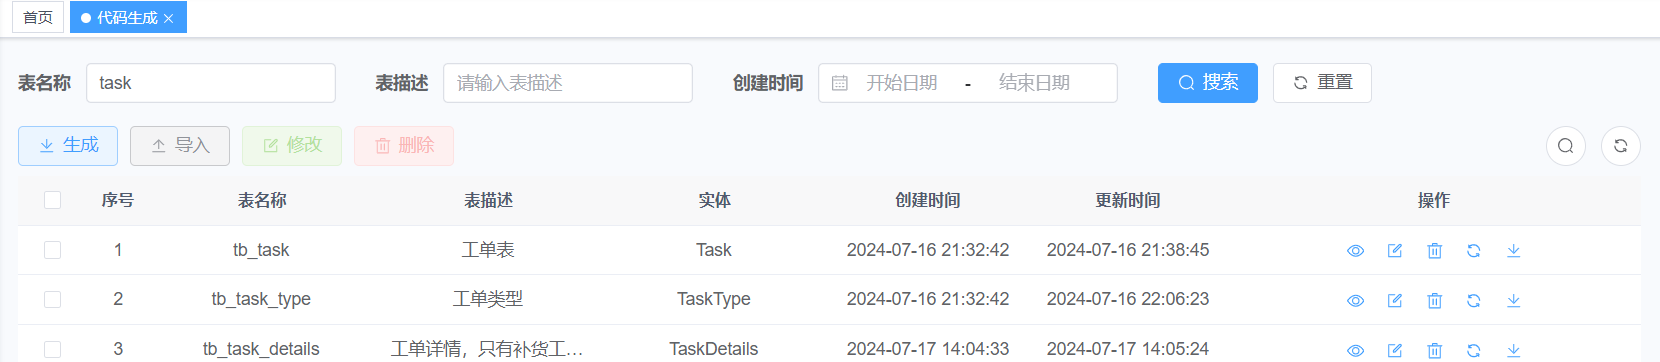 首页 代码生成
表名称 task 表描述 请输入表描述 创建时间 开始日期 - 结束日期 搜索 重置
生成 导入 修改 删除
序号 表名称 表描述 实体 创建时间 更新时间 操作
1 tb_task 工单表 Task 2024-07-16 21:32:42 2024-07-16 21:38:45
2 tb_task_type 工单类型 TaskType 2024-07-16 21:32:42 2024-07-16 22:06:23
3 tb_task_details 工单详情，只有补货工... TaskDetails 2024-07-17 14:04:33 2024-07-17 14:05:24